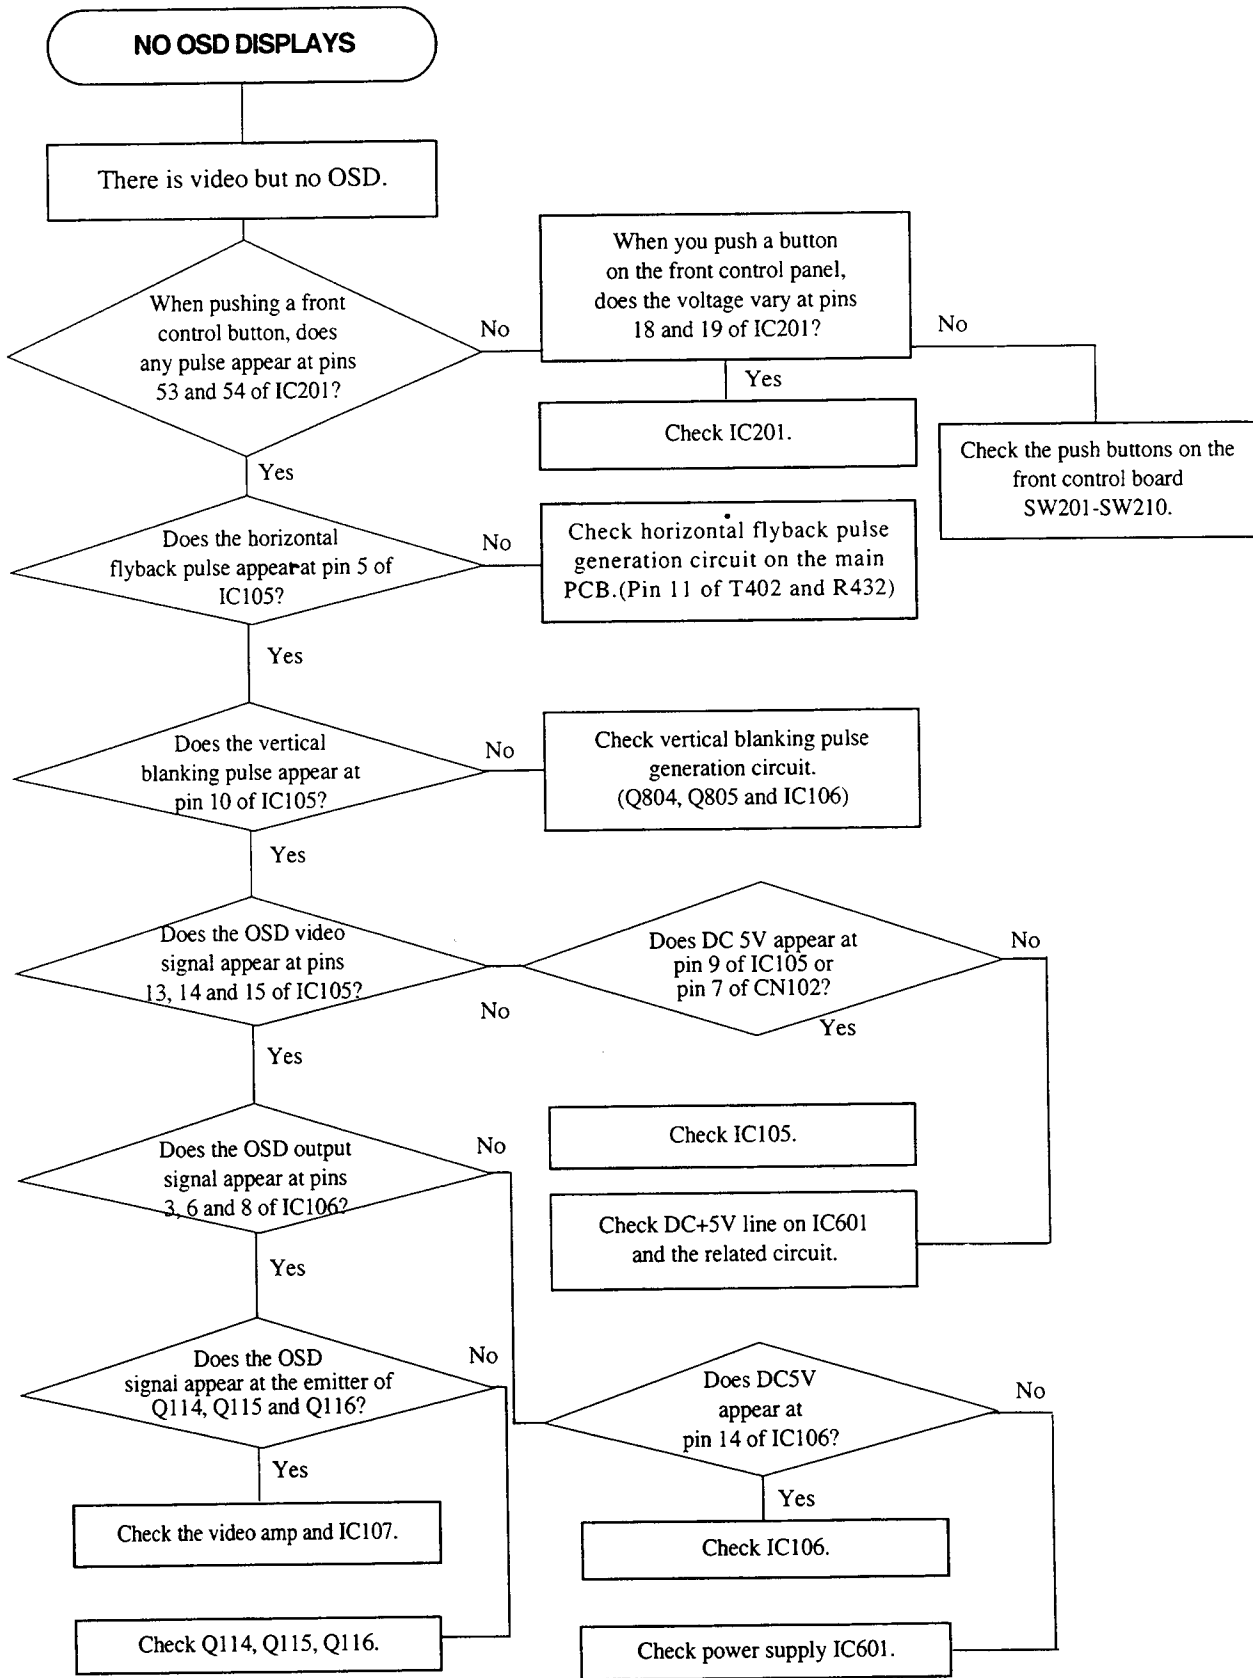 NO OSD DISPLAYS
There is video but no OSD.
When pushing a front
control button, does
any pulse appear at pins
53 and 54 of IC201?
No
When you push a button
on the front control panel,
does the voltage vary at pins
18 and 19 of IC201?
No
Yes
Check IC201.
Check the push buttons on the
front control board
SW201-SW210.
Yes
Does the horizontal
flyback pulse appear at pin 5 of
IC105?
No
Check horizontal flyback pulse
generation circuit on the main
PCB.(Pin 11 of T402 and R432)
Yes
Does the vertical
blanking pulse appear at
pin 10 of IC105?
No
Check vertical blanking pulse
generation circuit.
(Q804, Q805 and IC106)
Yes
Does the OSD video
signal appear at pins
13, 14 and 15 of IC105?
No
Does DC 5V appear at
pin 9 of IC105 or
pin 7 of CN102?
No
Yes
Yes
Check IC105.
Check DC+5V line on IC601
and the related circuit.
Does the OSD output
signal appear at pins
3, 6 and 8 of IC106?
No
Yes
Does the OSD
signal appear at the emitter of
Q114, Q115 and Q116?
No
Does DC5V
appear at
pin 14 of IC106?
No
Yes
Yes
Check the video amp and IC107.
Check IC106.
Check Q114, Q115, Q116.
Check power supply IC601.